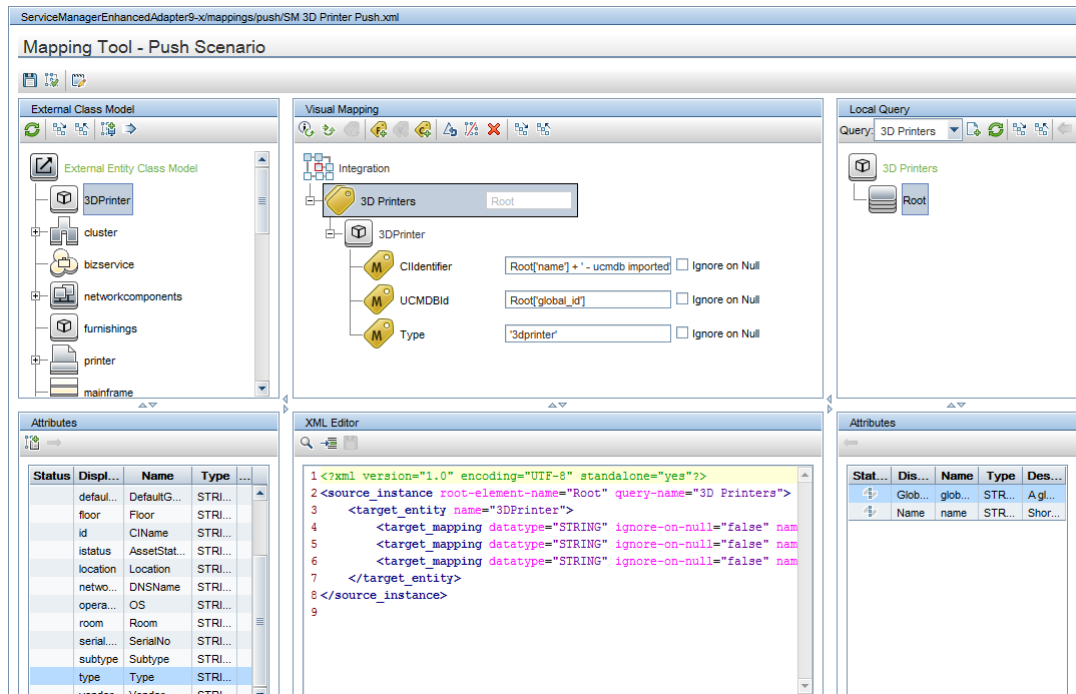 ServiceManagerEnhancedAdapter9-x/mappings/push/SM 3D Printer Push.xml
Mapping Tool - Push Scenario
External Class Model
External Entity Class Model
3DPrinter
cluster
bizservice
networkcomponents
furnishings
printer
mainframe
Visual Mapping
Integration
3D Printers Root
3DPrinter
CIIdentifier Root['name'] + ' - ucmdb imported' Ignore on Null
UCMDBId Root['global_id'] Ignore on Null
Type '3dprinter' Ignore on Null
Local Query
Query: 3D Printers
3D Printers
Root
Attributes
Status Displ... Name Type ...
defaul... DefaultG... STRI...
floor Floor STRI...
id CIName STRI...
istatus AssetStat... STRI...
location Location STRI...
netwo... DNSName STRI...
opera... OS STRI...
room Room STRI...
serial.... SerialNo STRI...
subtype Subtype STRI...
type Type STRI...
XML Editor
1 <?xml version="1.0" encoding="UTF-8" standalone="yes"?>
2 <source_instance root-element-name="Root" query-name="3D Printers">
3 <target_entity name="3DPrinter">
4 <target_mapping datatype="STRING" ignore-on-null="false" nam
5 <target_mapping datatype="STRING" ignore-on-null="false" nam
6 <target_mapping datatype="STRING" ignore-on-null="false" nam
7 </target_entity>
8 </source_instance>
9
Attributes
Stat... Dis... Name Type Des...
Glob... glob... STR... A gl...
Name name STR... Shor...